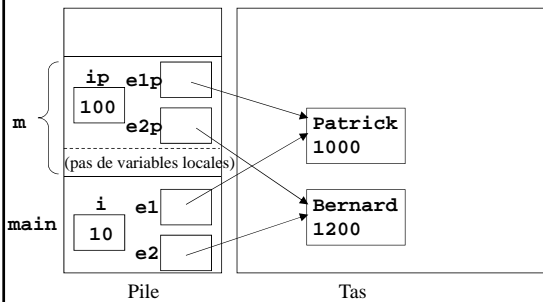 ip e1p
100
e2p
m
(pas de variables locales)
Patrick
1000
main
i e1
10
e2
Bernard
1200
Pile
Tas